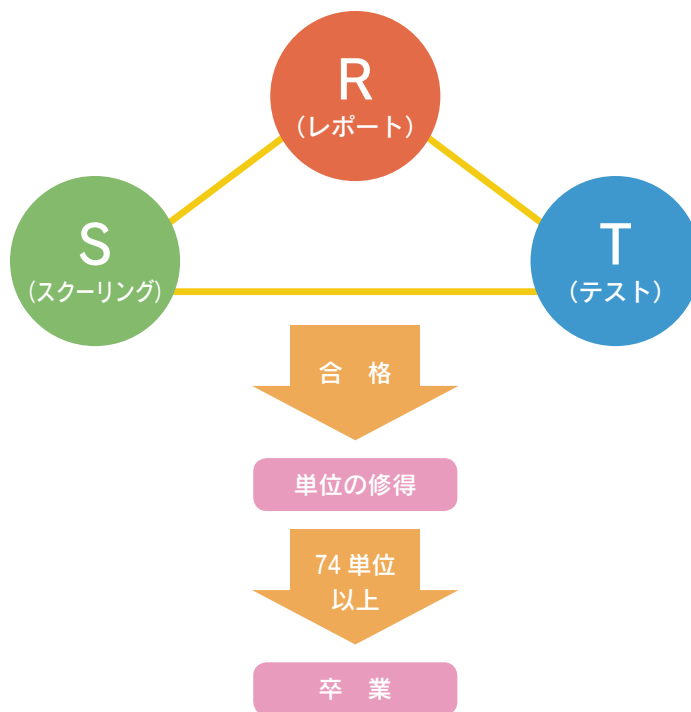 R
（レポート）
S
（スクーリング）
T
（テスト）
合　格
単位の修得
74 単位
以上
卒　業